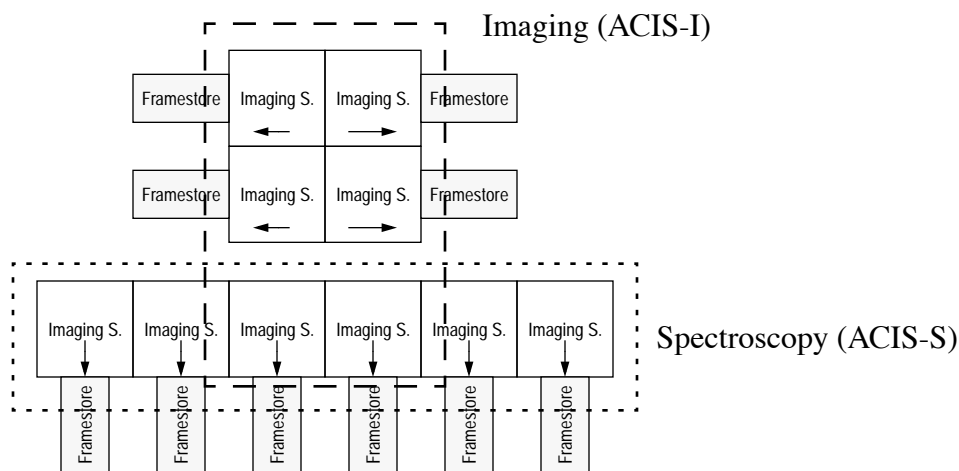 Imaging (ACIS-I)
Framestore Imaging S. Imaging S. Framestore
Framestore Imaging S. Imaging S. Framestore
Imaging S. Imaging S. Imaging S. Imaging S. Imaging S. Imaging S.
Spectroscopy (ACIS-S)
Framestore Framestore Framestore Framestore Framestore Framestore